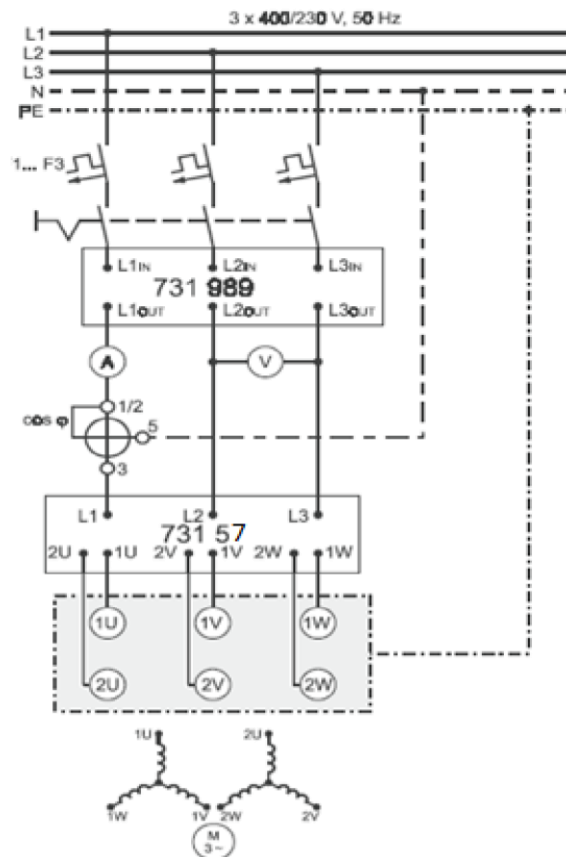 3 x 400/230 V, 50 Hz
L1
L2
L3
N
PE
1... F3
L1IN L2IN L3IN
731 989
L1OUT L2OUT L3OUT
A V
1/2
cos φ
5
3
L1 L2 L3
731 57
2U 1U 2V 1V 2W 1W
1U 1V 1W
2U 2V 2W
1U 2U
1W 1V 2W 2V
M
3~